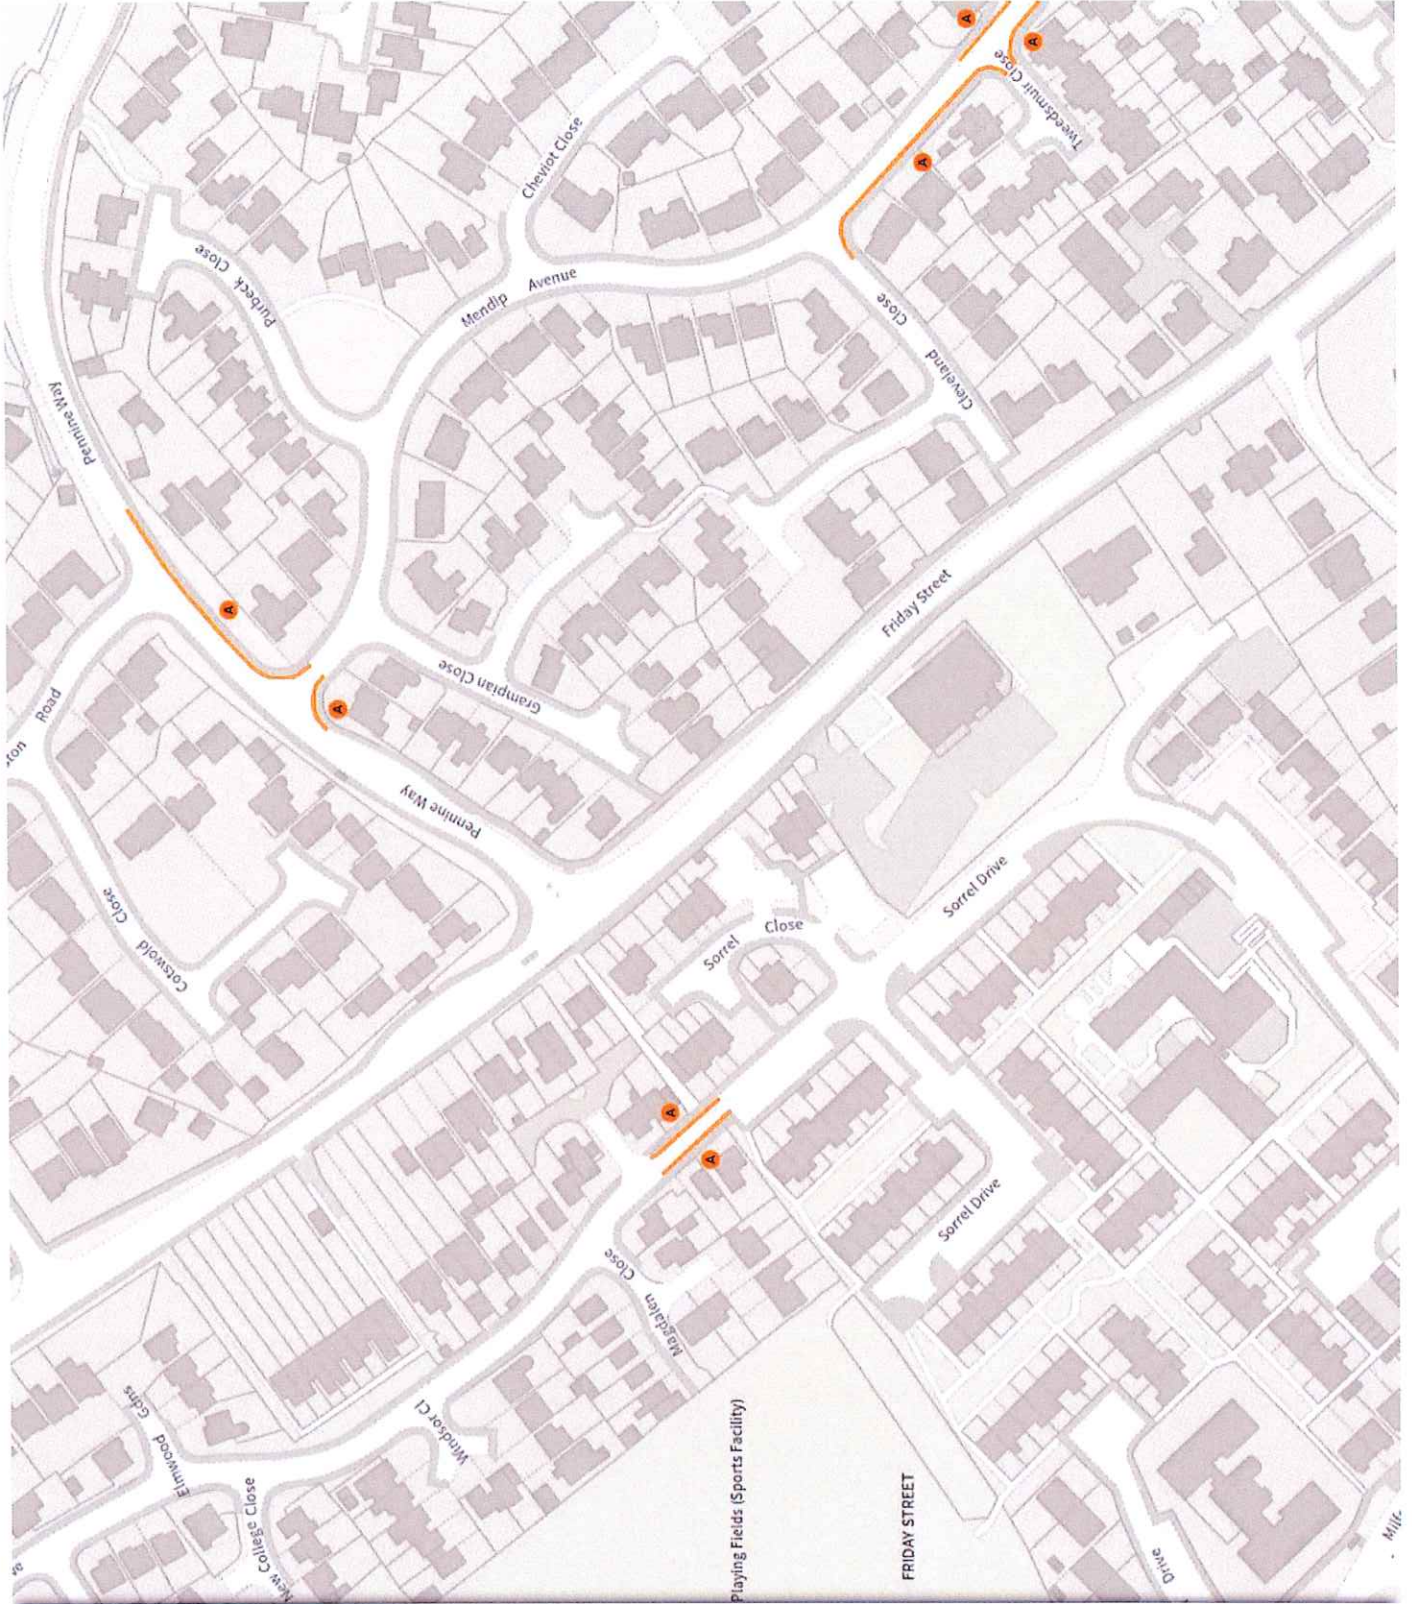 A
A
Tweedsmuir Close
A
Cheviot Close
Purbeck Close
Mendip Avenue
Cleveland Close
Pennine Way
A
Friday Street
Grampian Close
A
Road
Pennine Way
Cotswold Close
Sorrel Close
Sorrel Drive
A
A
Sorrel Drive
Magdalen Close
Windsor Cl
Elmwood Gdns
New College Close
Playing Fields (Sports Facility)
FRIDAY STREET
Drive